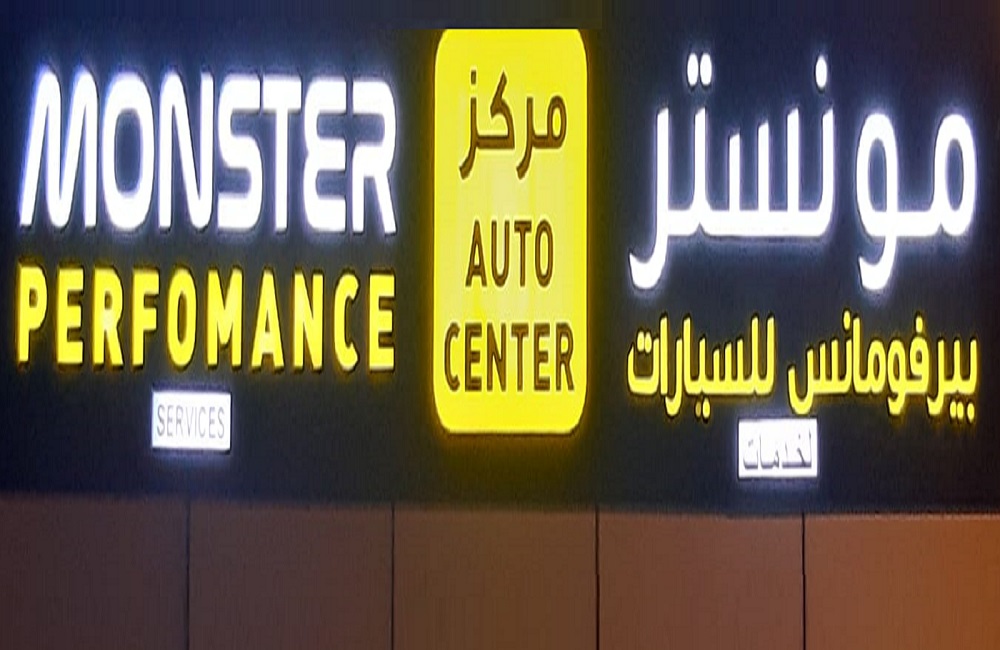 MONSTER
PERFOMANCE
SERVICES
مركز
AUTO
CENTER
مونستر
بيرفومانس للسيارات
لخدمات